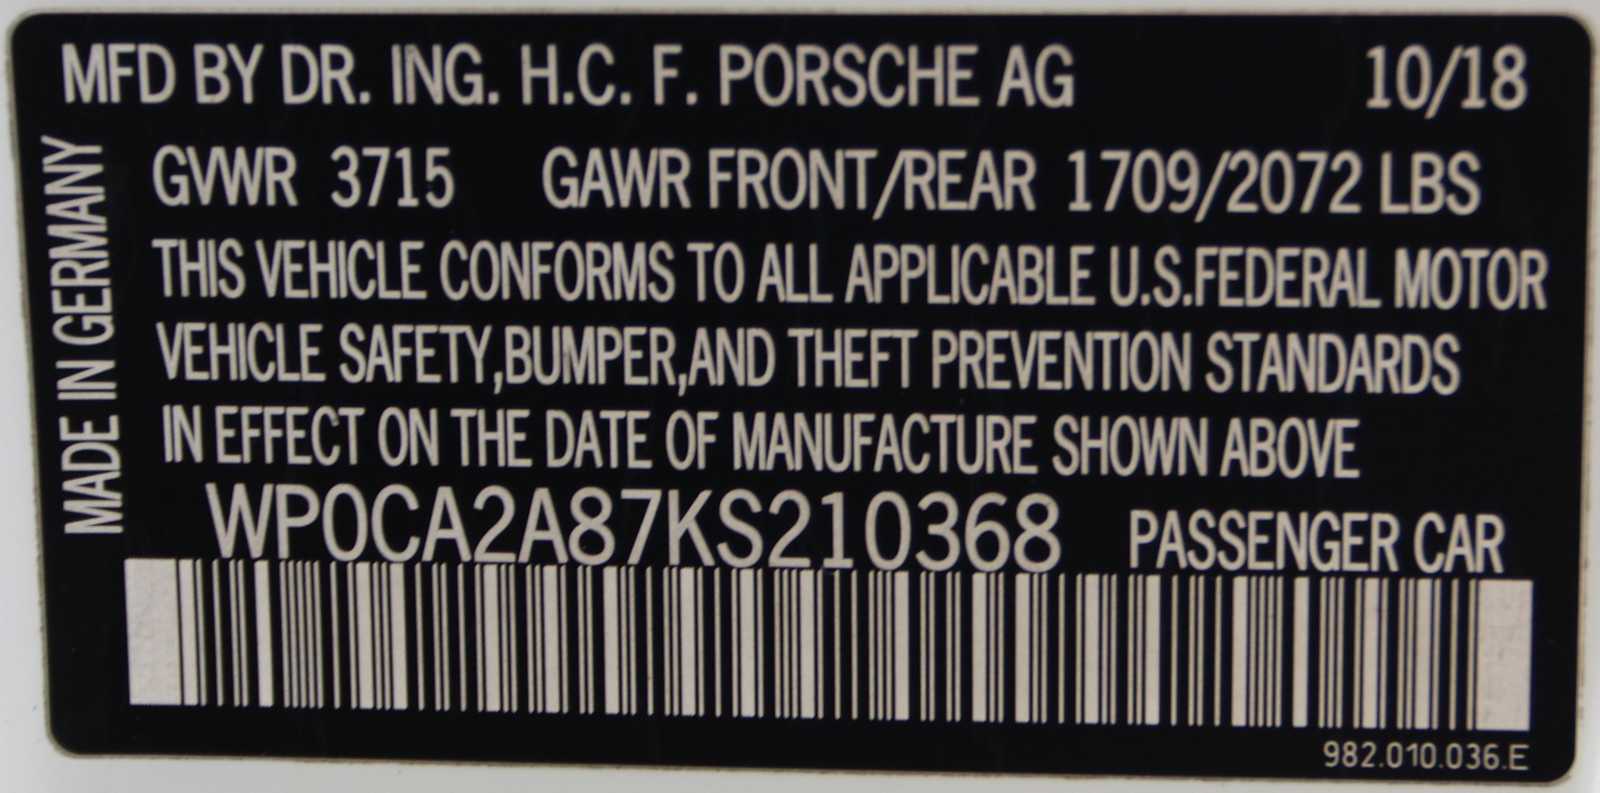 MFD BY DR. ING. H.C. F. PORSCHE AG 10/18
MADE IN GERMANY
GVWR 3715 GAWR FRONT/REAR 1709/2072 LBS
THIS VEHICLE CONFORMS TO ALL APPLICABLE U.S.FEDERAL MOTOR
VEHICLE SAFETY,BUMPER,AND THEFT PREVENTION STANDARDS
IN EFFECT ON THE DATE OF MANUFACTURE SHOWN ABOVE
WP0CA2A87KS210368 PASSENGER CAR
982.010.036.E